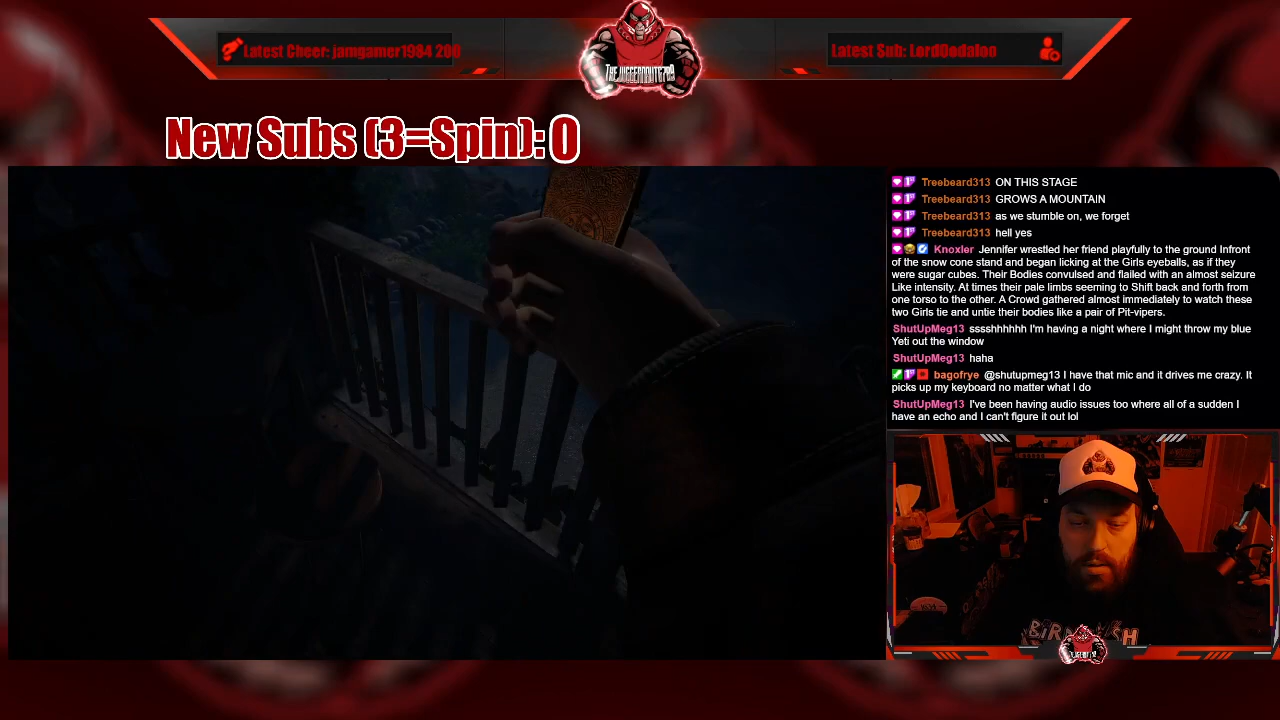 Latest Cheer: jamgamer1984 200
THEJUGGERNAUT0789
Latest Sub: LordOodaloo
New Subs (3=Spin): 0
Treebeard313 ON THIS STAGE
Treebeard313 GROWS A MOUNTAIN
Treebeard313 as we stumble on, we forget
Treebeard313 hell yes
Knoxler Jennifer wrestled her friend playfully to the ground Infront
of the snow cone stand and began licking at the Girls eyeballs, as if they
were sugar cubes. Their Bodies convulsed and flailed with an almost seizure
Like intensity. At times their pale limbs seeming to Shift back and forth from
one torso to the other. A Crowd gathered almost immediately to watch these
two Girls tie and untie their bodies like a pair of Pit-vipers.
ShutUpMeg13 sssshhhhhh I'm having a night where I might throw my blue
Yeti out the window
ShutUpMeg13 haha
bagofrye @shutupmeg13 I have that mic and it drives me crazy. It
picks up my keyboard no matter what I do
ShutUpMeg13 I've been having audio issues too where all of a sudden I
have an echo and I can't figure it out lol